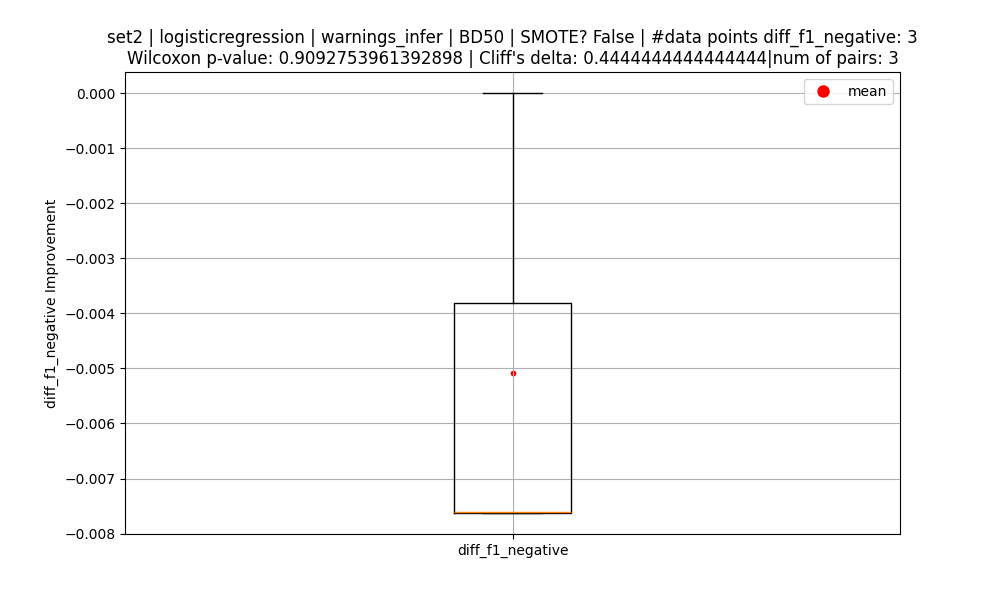 set2 | logisticregression | warnings_infer | BD50 | SMOTE? False | #data points diff_f1_negative: 3
Wilcoxon p-value: 0.9092753961392898 | Cliff's delta: 0.4444444444444444|num of pairs: 3
mean
0.000
−0.001
−0.002
−0.003
−0.004
−0.005
−0.006
−0.007
−0.008
diff_f1_negative Improvement
diff_f1_negative